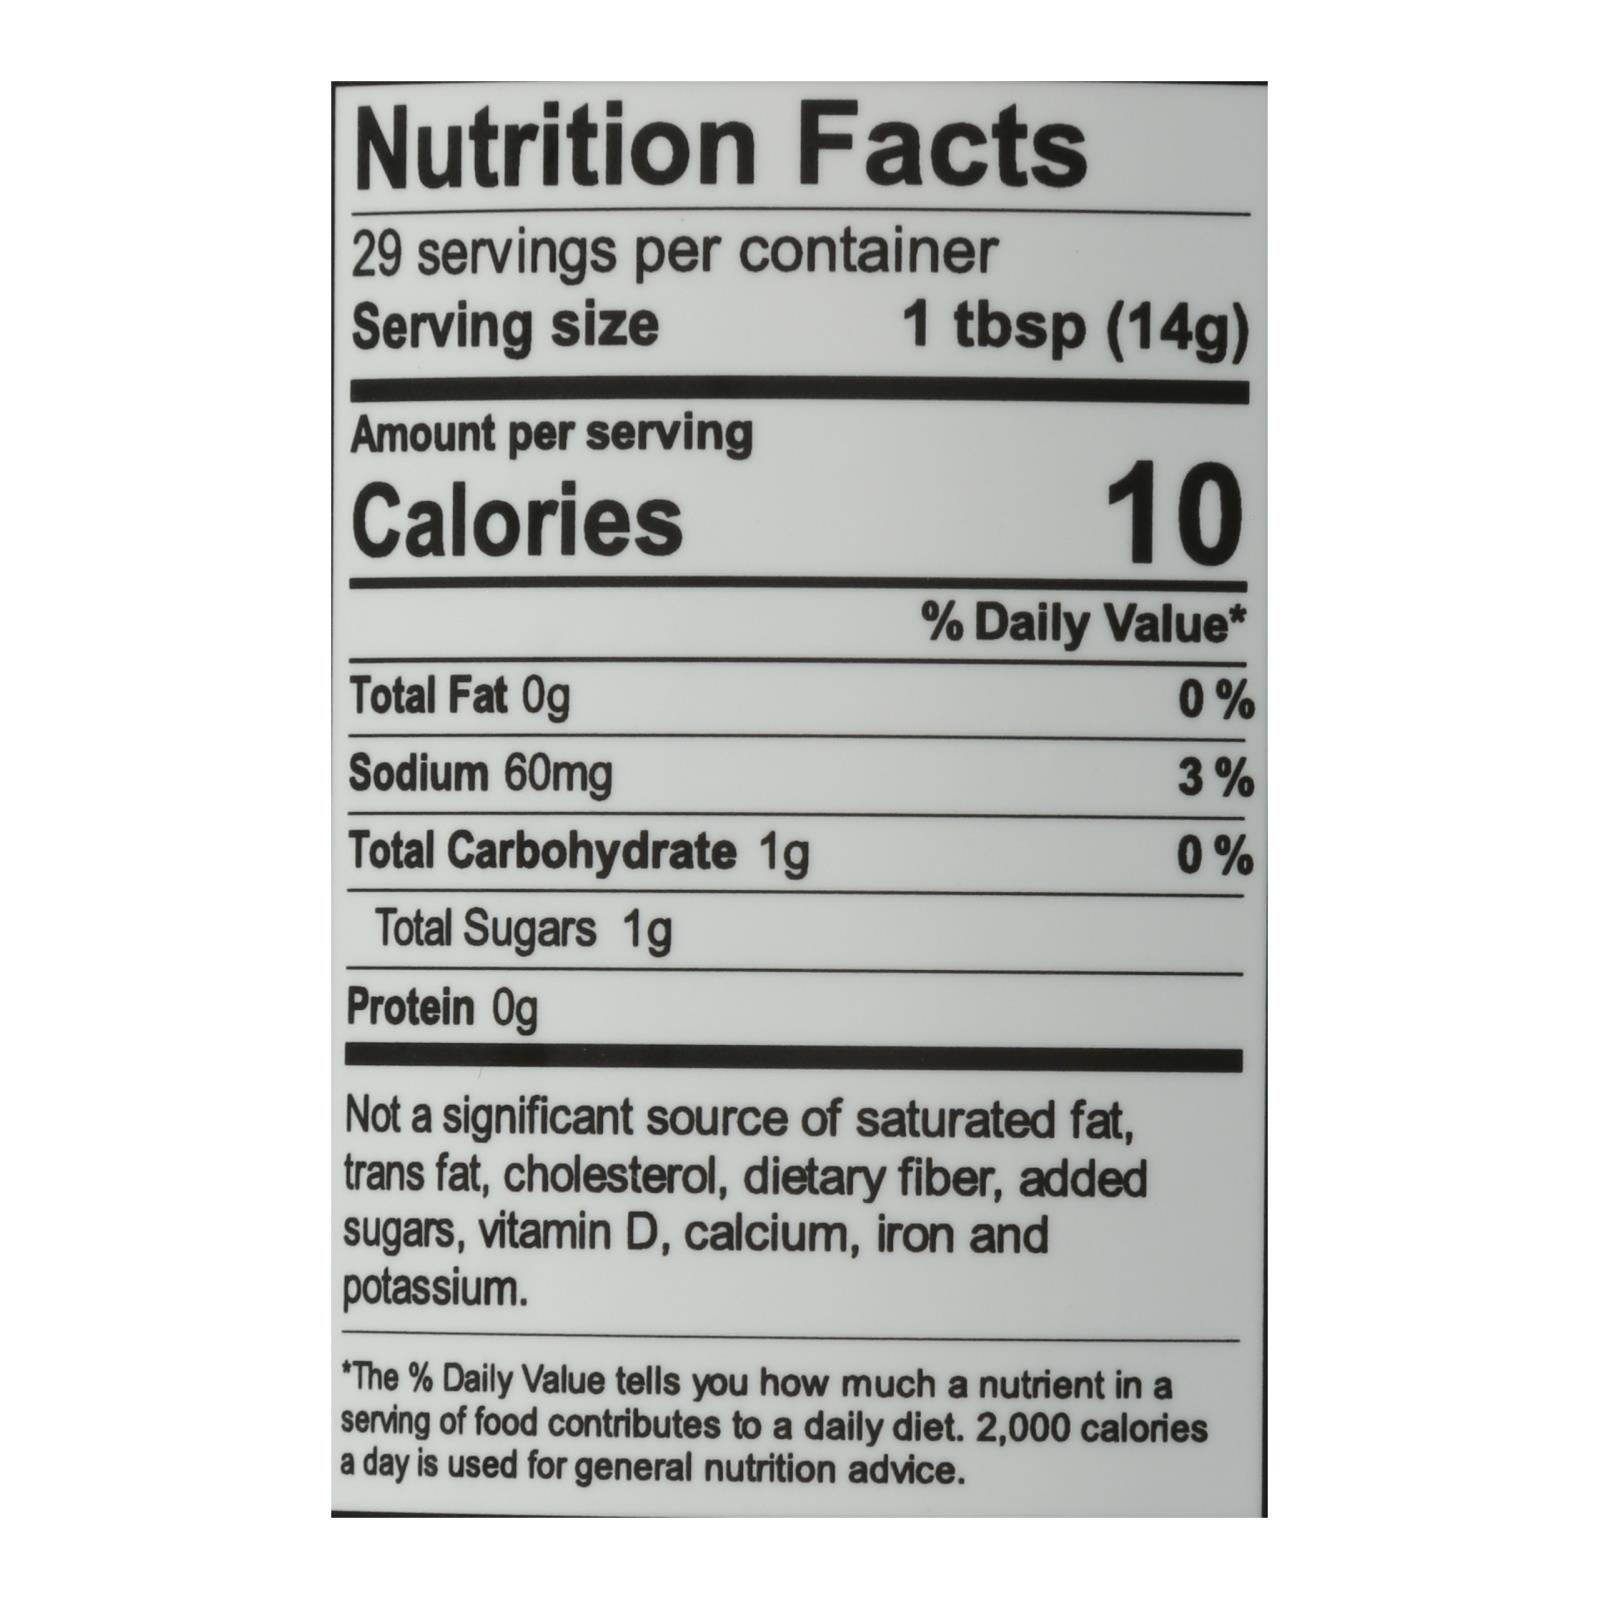 Nutrition Facts
29 servings per container
Serving size 1 tbsp (14g)
Amount per serving
Calories 10
% Daily Value*
Total Fat 0g 0 %
Sodium 60mg 3 %
Total Carbohydrate 1g 0 %
Total Sugars 1g
Protein 0g
Not a significant source of saturated fat,
trans fat, cholesterol, dietary fiber, added
sugars, vitamin D, calcium, iron and
potassium.
*The % Daily Value tells you how much a nutrient in a
serving of food contributes to a daily diet. 2,000 calories
a day is used for general nutrition advice.